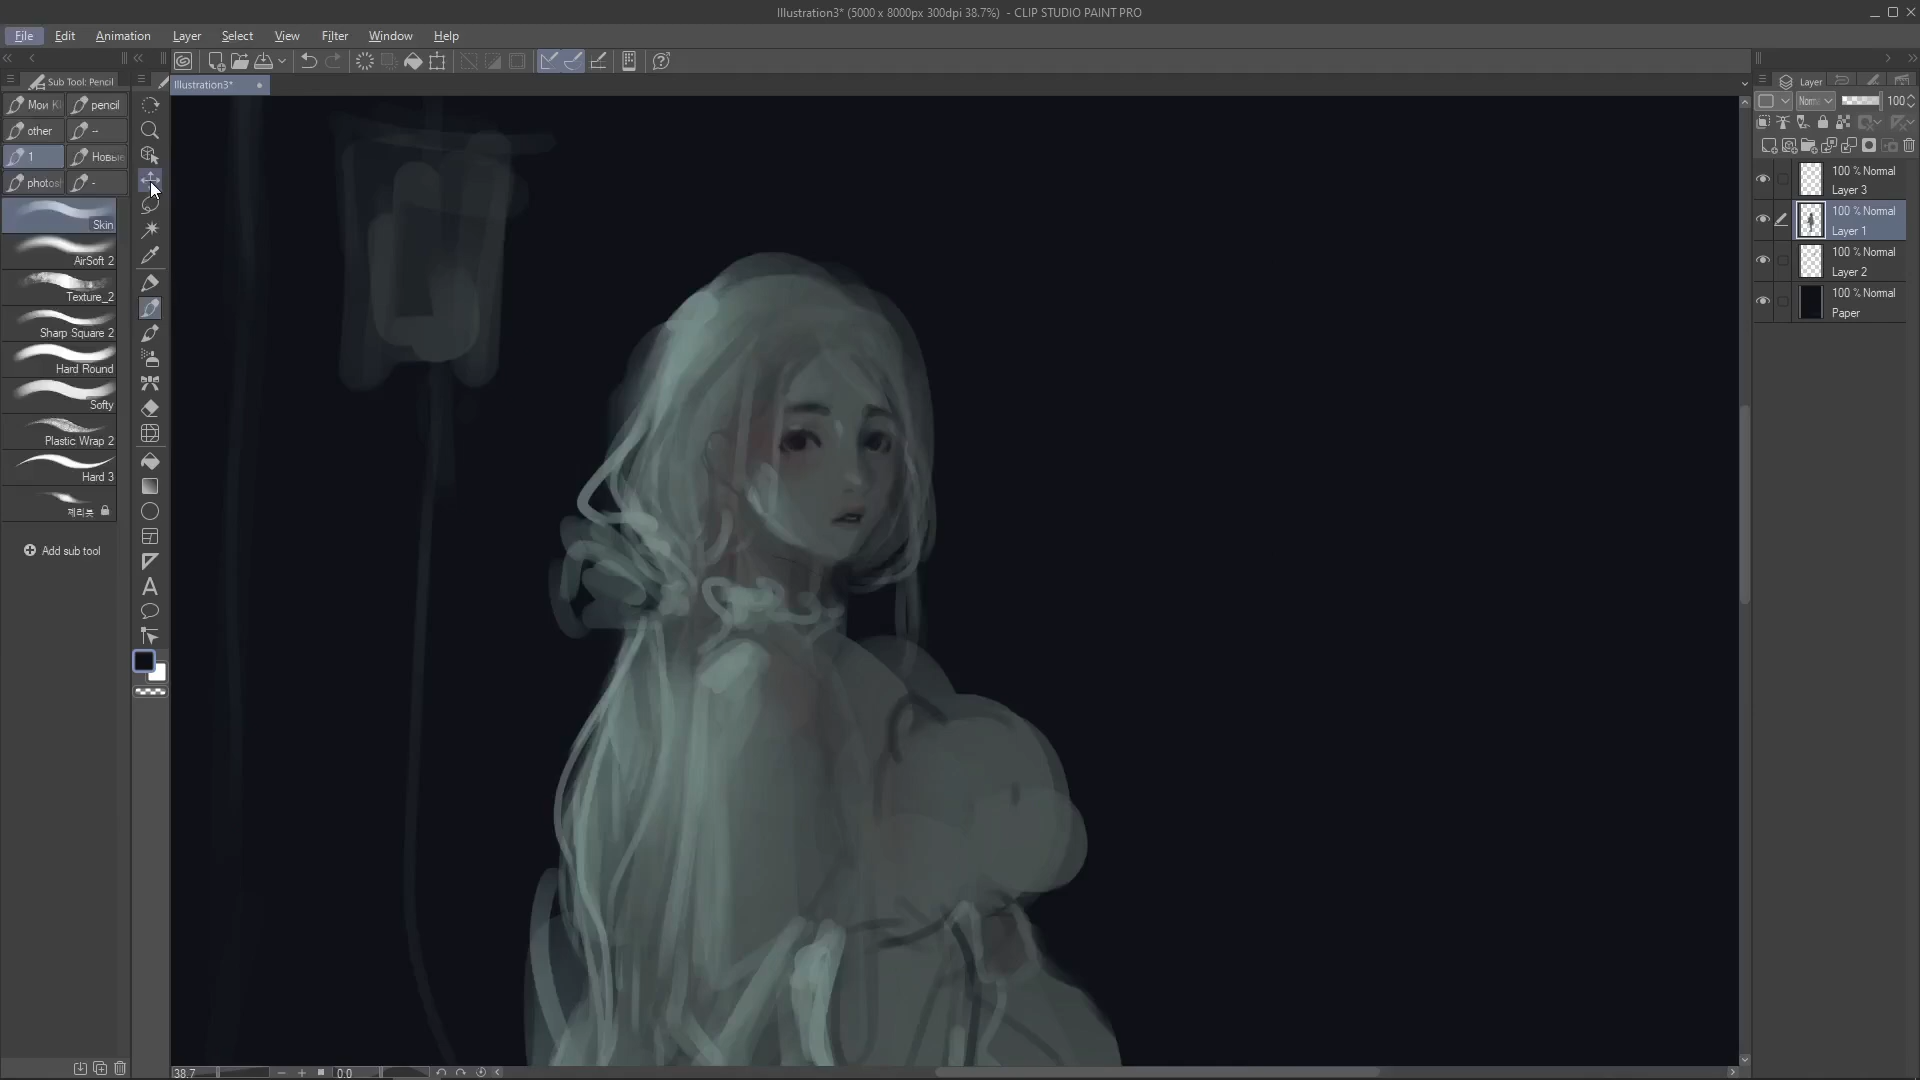 Illustration3* (5000 x 8000px 300dpi 38.7%) - CLIP STUDIO PAINT PRO
File Edit Animation Layer Select View Filter Window Help
Sub Tool: Pencil
Illustration3*
Layer
Мои
pencil
other
--
1
Новые
photos
-
Norm
100
Skin
AirSoft 2
Texture_2
Sharp Square 2
Hard Round
Softy
Plastic Wrap 2
Hard 3
Add sub tool
A
100 % Normal
Layer 3
100 % Normal
Layer 1
100 % Normal
Layer 2
100 % Normal
Paper
38.7
0.0